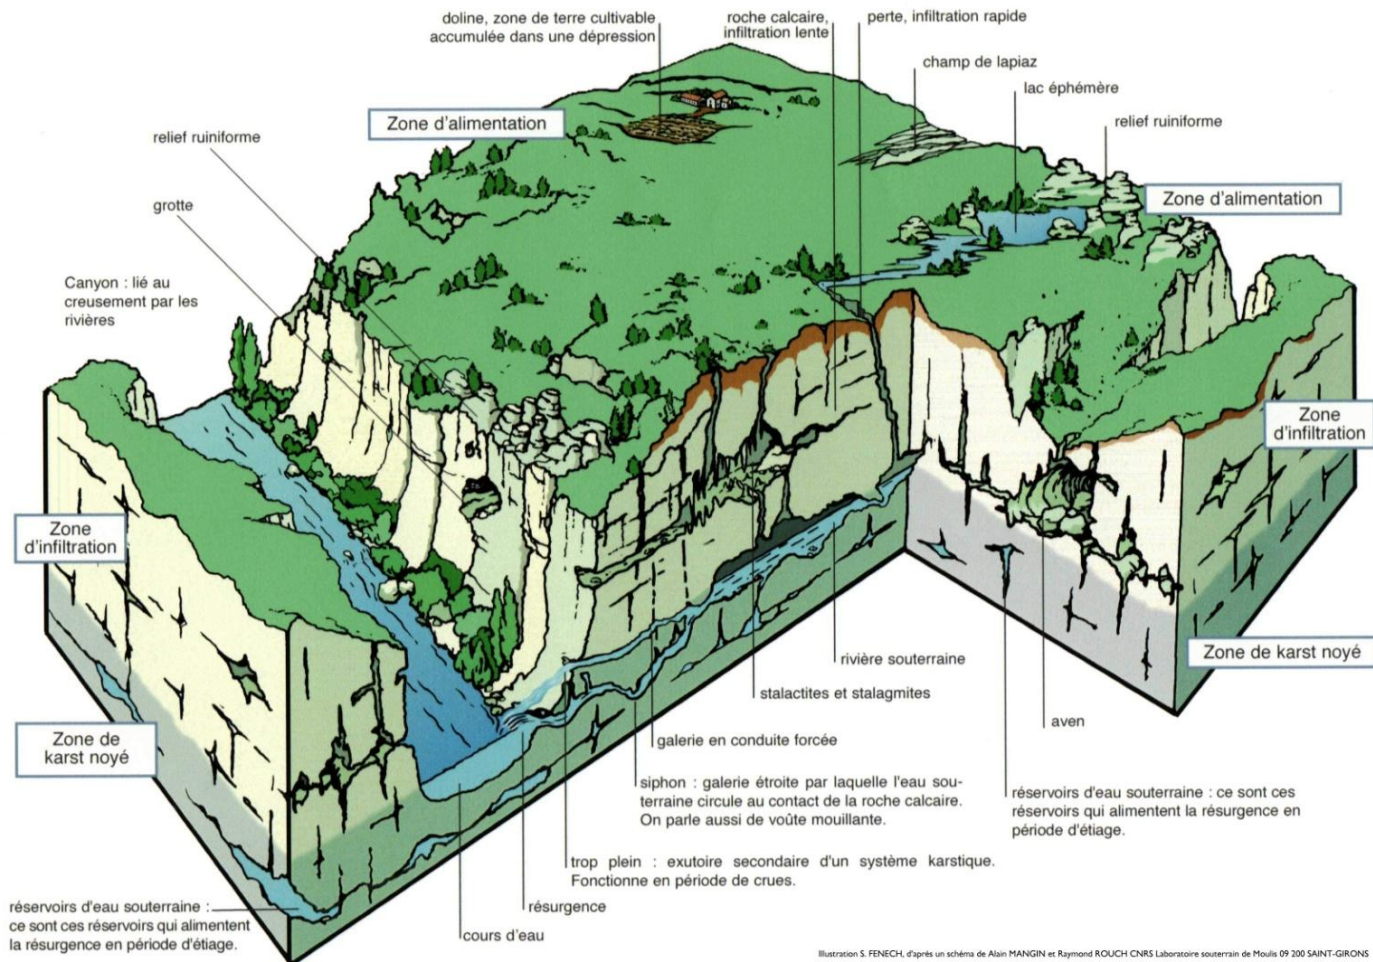 doline, zone de terre cultivable
accumulée dans une dépression
roche calcaire,
infiltration lente
perte, infiltration rapide
champ de lapiaz
lac éphémère
relief ruiniforme
Zone d'alimentation
relief ruiniforme
Zone d'alimentation
grotte
Canyon : lié au
creusement par les
rivières
Zone
d'infiltration
Zone
d'infiltration
Zone de karst noyé
rivière souterraine
stalactites et stalagmites
aven
galerie en conduite forcée
Zone de
karst noyé
siphon : galerie étroite par laquelle l'eau sou-
terraine circule au contact de la roche calcaire.
On parle aussi de voûte mouillante.
réservoirs d'eau souterraine : ce sont ces
réservoirs qui alimentent la résurgence en
période d'étiage.
trop plein : exutoire secondaire d'un système karstique.
Fonctionne en période de crues.
résurgence
réservoirs d'eau souterraine :
ce sont ces réservoirs qui alimentent
la résurgence en période d'étiage.
cours d'eau
Illustration S. FENECH, d'après un schéma de Alain MANGIN et Raymond ROUCH CNRS Laboratoire souterrain de Moulis 09 200 SAINT-GIRONS